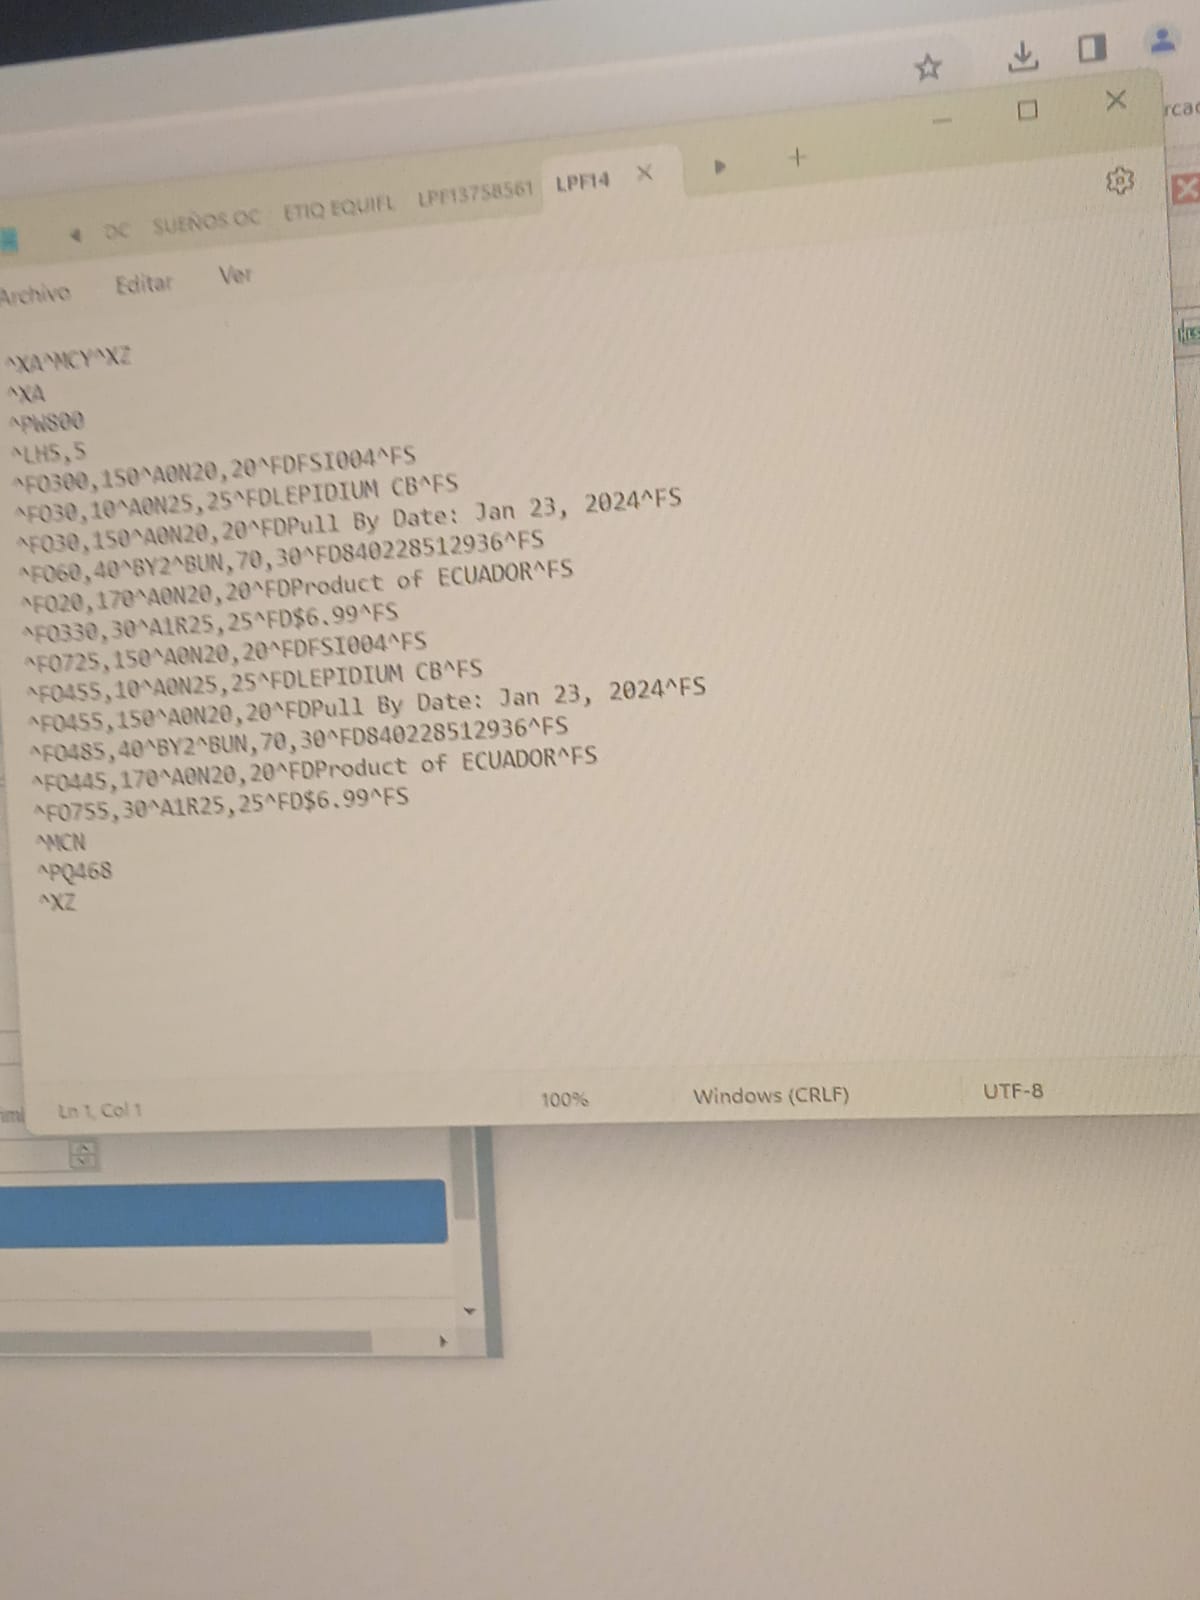 rcad
DC SUEÑOS OC ETIQ EQUIFL LPF13758561 LPF14
Archivo Editar Ver
^XA^MCY^XZ
^XA
^PW800
^LH5,5
^FO300,150^A0N20,20^FDFSI004^FS
^FO30,10^A0N25,25^FDLEPIDIUM CB^FS
^FO30,150^A0N20,20^FDPull By Date: Jan 23, 2024^FS
^FO60,40^BY2^BUN,70,30^FD840228512936^FS
^FO20,170^A0N20,20^FDProduct of ECUADOR^FS
^FO330,30^A1R25,25^FD$6.99^FS
^FO725,150^A0N20,20^FDFSI004^FS
^FO455,10^A0N25,25^FDLEPIDIUM CB^FS
^FO455,150^A0N20,20^FDPull By Date: Jan 23, 2024^FS
^FO485,40^BY2^BUN,70,30^FD840228512936^FS
^FO445,170^A0N20,20^FDProduct of ECUADOR^FS
^FO755,30^A1R25,25^FD$6.99^FS
^MCN
^PQ468
^XZ
Ln 1, Col 1 100% Windows (CRLF) UTF-8